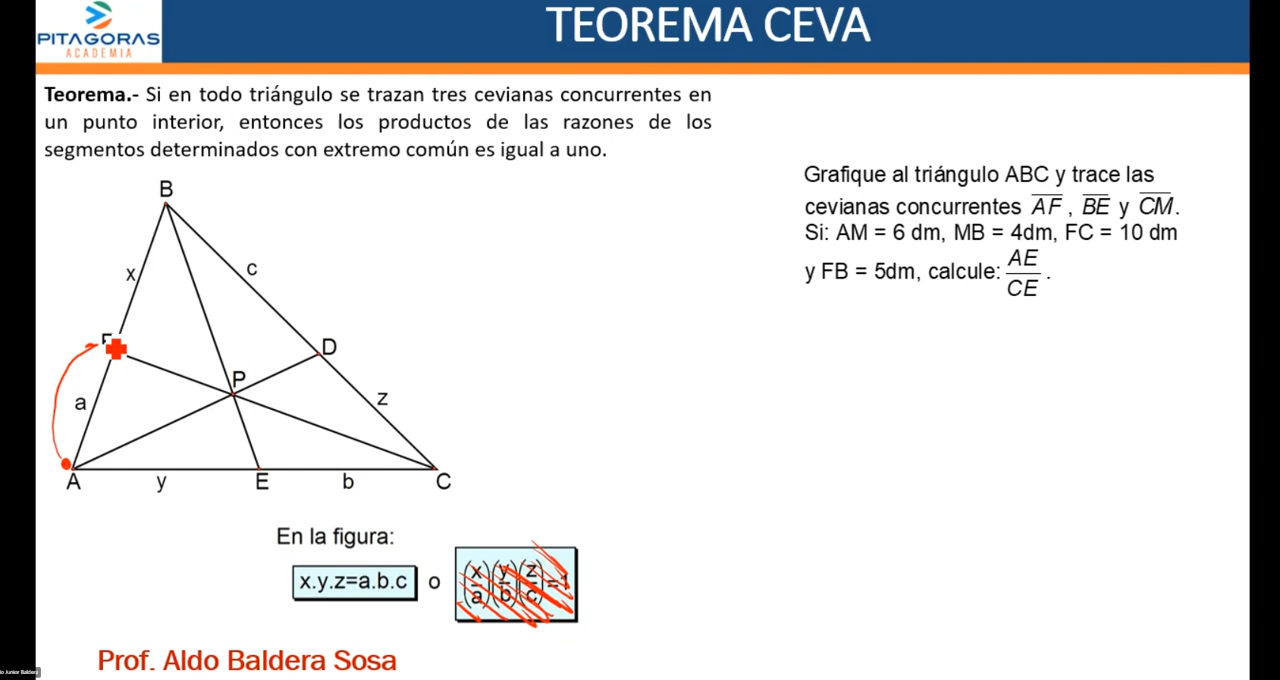 PITAGORAS
ACADEMIA
TEOREMA CEVA
Teorema.- Si en todo triángulo se trazan tres cevianas concurrentes en
un punto interior, entonces los productos de las razones de los
segmentos determinados con extremo común es igual a uno.
B
x
c
F
D
P
a
z
A
y
E
b
C
En la figura:
x.y.z=a.b.c o (x/a)(y/b)(z/c)=1
Prof. Aldo Baldera Sosa
Grafique al triángulo ABC y trace las
cevianas concurrentes AF , BE y CM.
Si: AM = 6 dm, MB = 4dm, FC = 10 dm
y FB = 5dm, calcule: AE/CE .